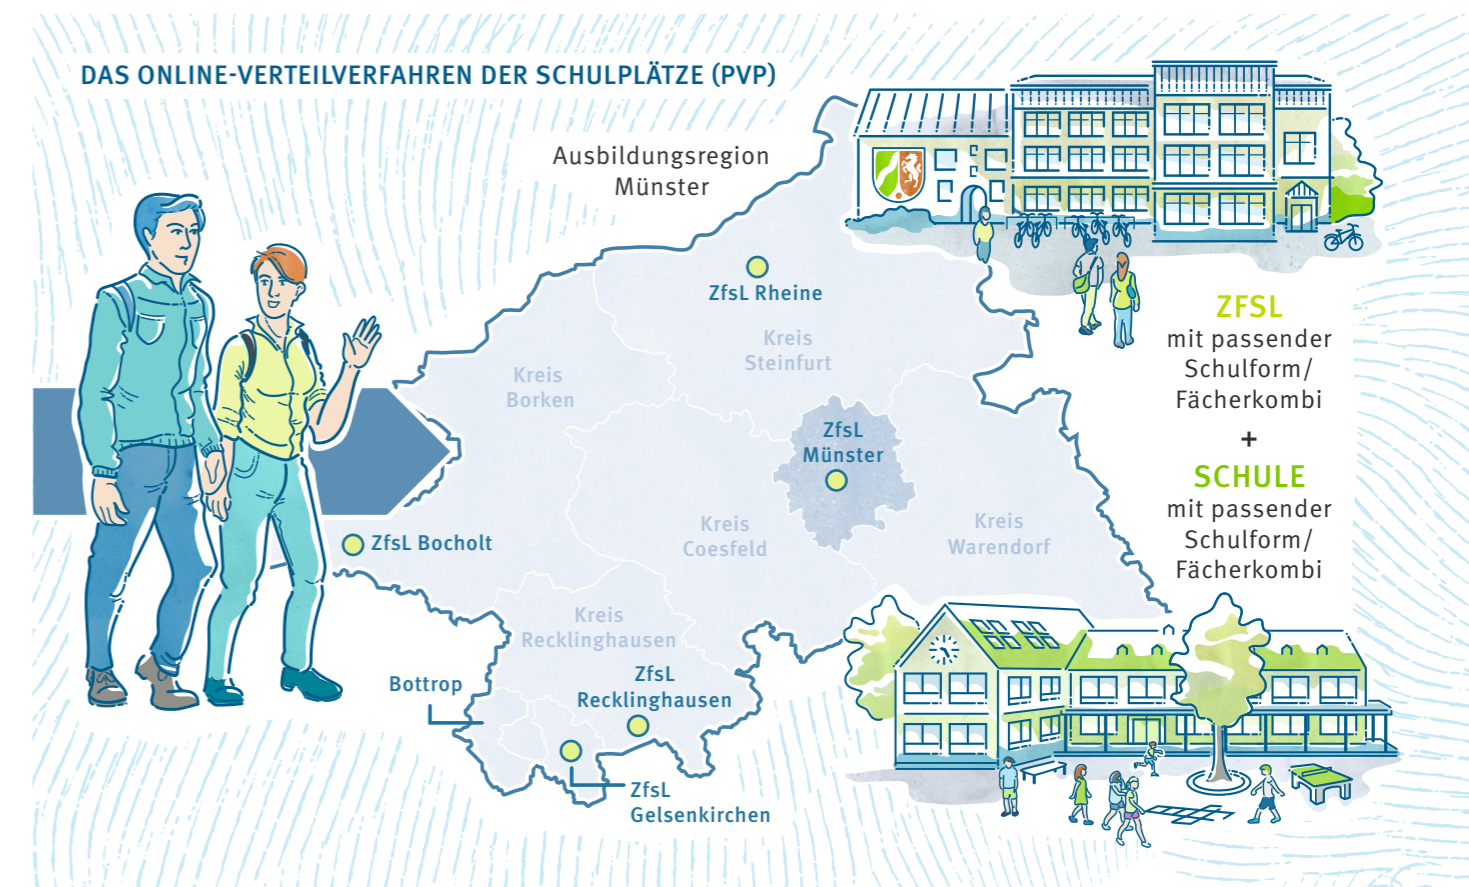 DAS ONLINE-VERTEILVERFAHREN DER SCHULPLÄTZE (PVP)
Ausbildungsregion
Münster
ZfsL Rheine
Kreis
Steinfurt
Kreis
Borken
ZfsL
Münster
Kreis
Coesfeld
Kreis
Warendorf
ZfsL Bocholt
Kreis
Recklinghausen
ZfsL
Recklinghausen
Bottrop
ZfsL
Gelsenkirchen
ZFSL
mit passender
Schulform/
Fächerkombi
+
SCHULE
mit passender
Schulform/
Fächerkombi